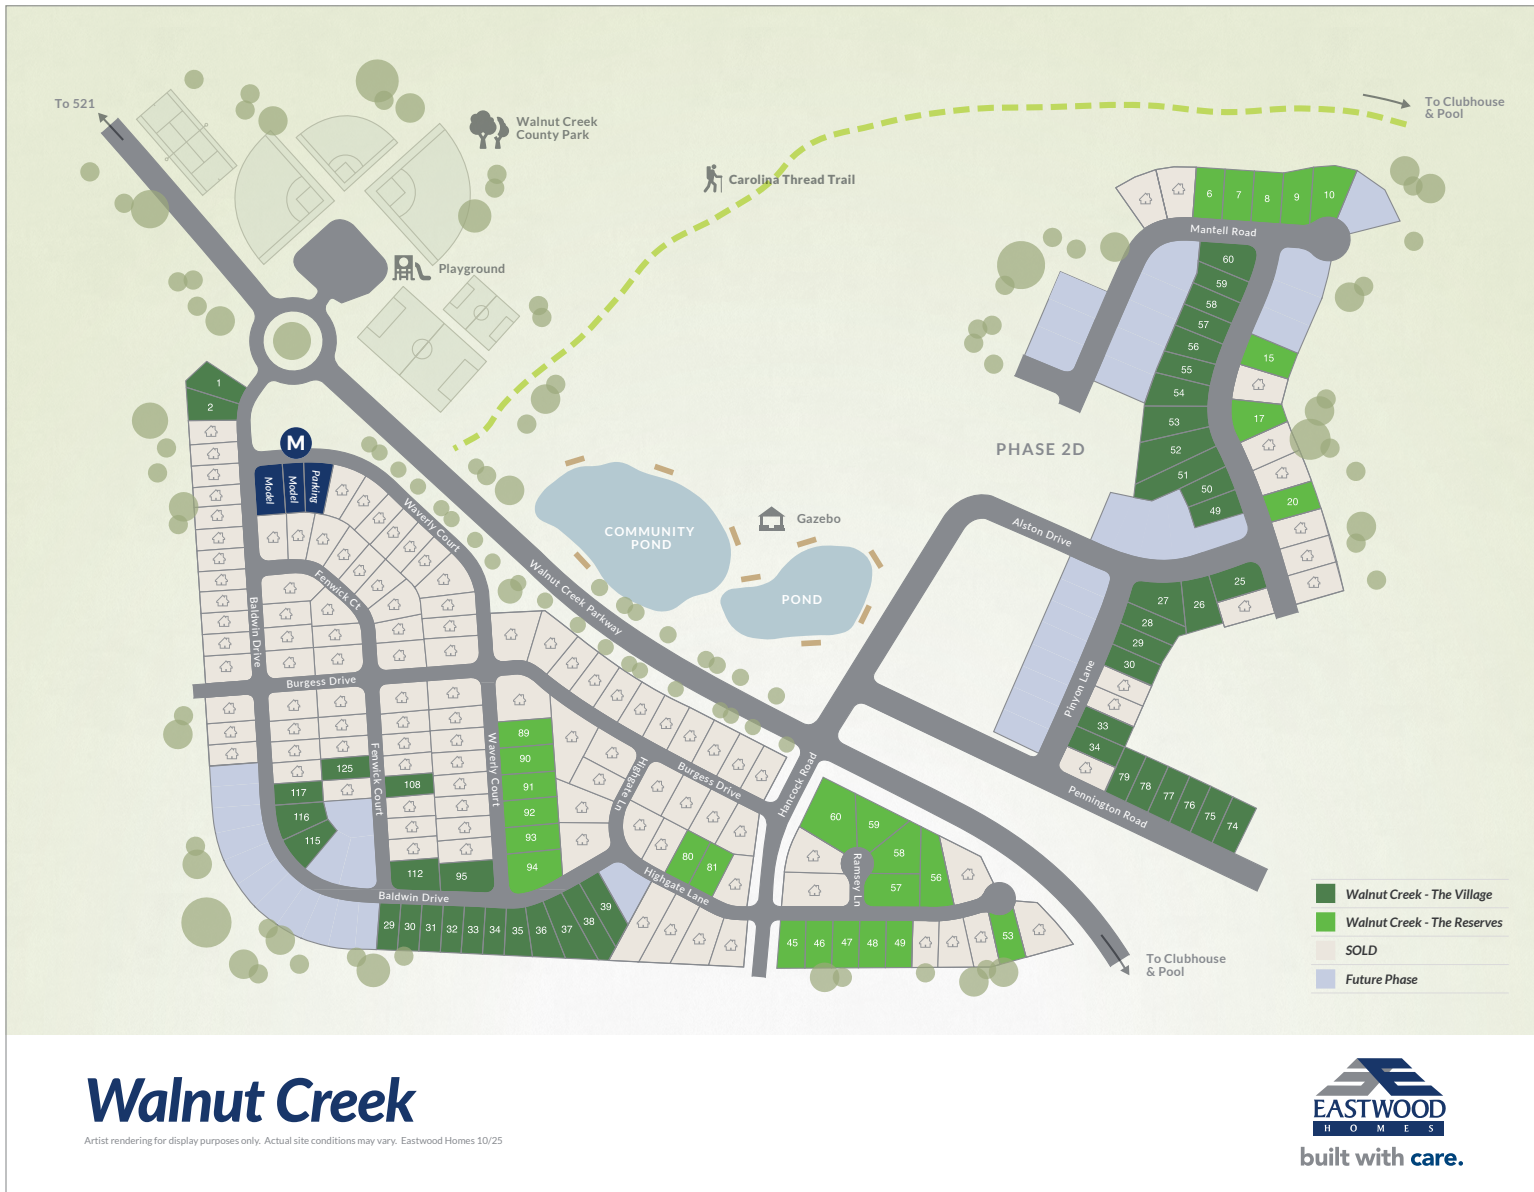 To 521
Walnut Creek
County Park
To Clubhouse
& Pool
Carolina Thread Trail
Playground
6
7
8
9
10
Mantell Road
60
59
58
57
56
55
54
53
52
51
50
49
15
17
20
1
2
M
Model
Model
Parking
PHASE 2D
Waverly Court
COMMUNITY
POND
Gazebo
POND
Alston Drive
Walnut Creek Parkway
Fenwick Ct
Baldwin Drive
Burgess Drive
25
26
27
28
29
30
33
34
Pinyon Lane
79
78
77
76
75
74
Pennington Road
Fenwick Court
Waverly Court
89
90
91
92
93
94
125
117
116
115
108
112
95
Highgate Ln
Burgess Drive
Hancock Road
80
81
Highgate Lane
Baldwin Drive
29
30
31
32
33
34
35
36
37
38
39
60
59
58
57
56
Ramsey Ln
45
46
47
48
49
53
To Clubhouse
& Pool
Walnut Creek - The Village
Walnut Creek - The Reserves
SOLD
Future Phase
Walnut Creek
Artist rendering for display purposes only. Actual site conditions may vary. Eastwood Homes 10/25
EASTWOOD
HOMES
built with care.